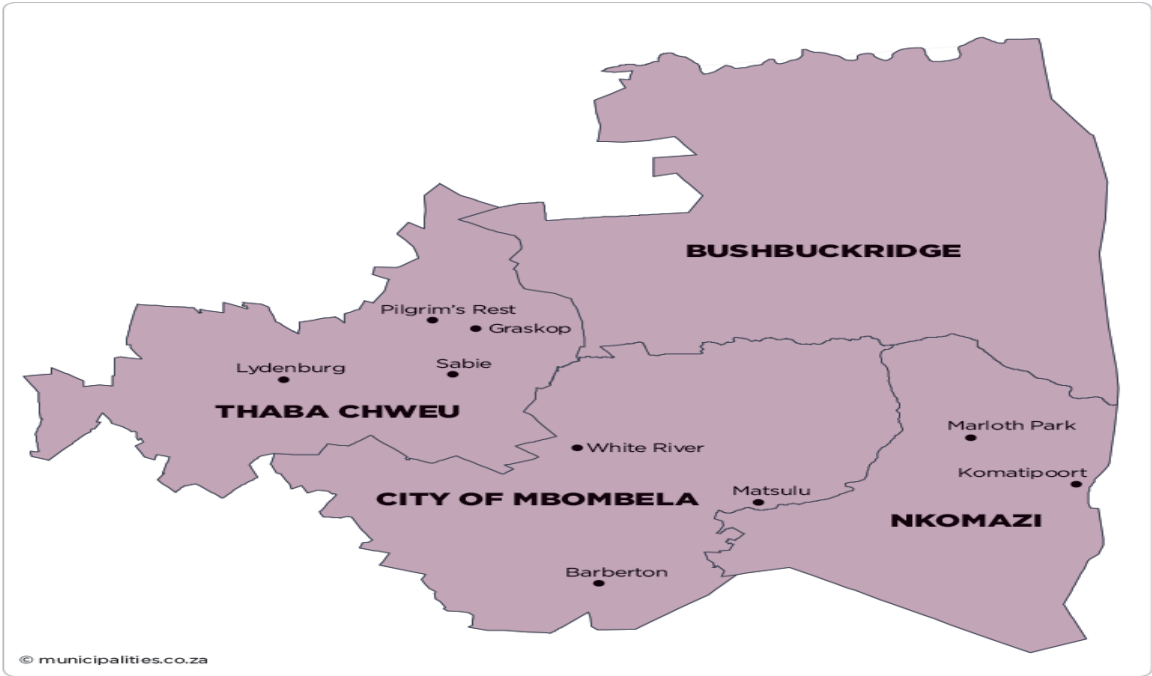 BUSHBUCKRIDGE
Pilgrim's Rest
Graskop
Sabie
Lydenburg
THABA CHWEU
Marloth Park
White River
Komatipoort
Matsulu
CITY OF MBOMBELA
NKOMAZI
Barberton
© municipalities.co.za